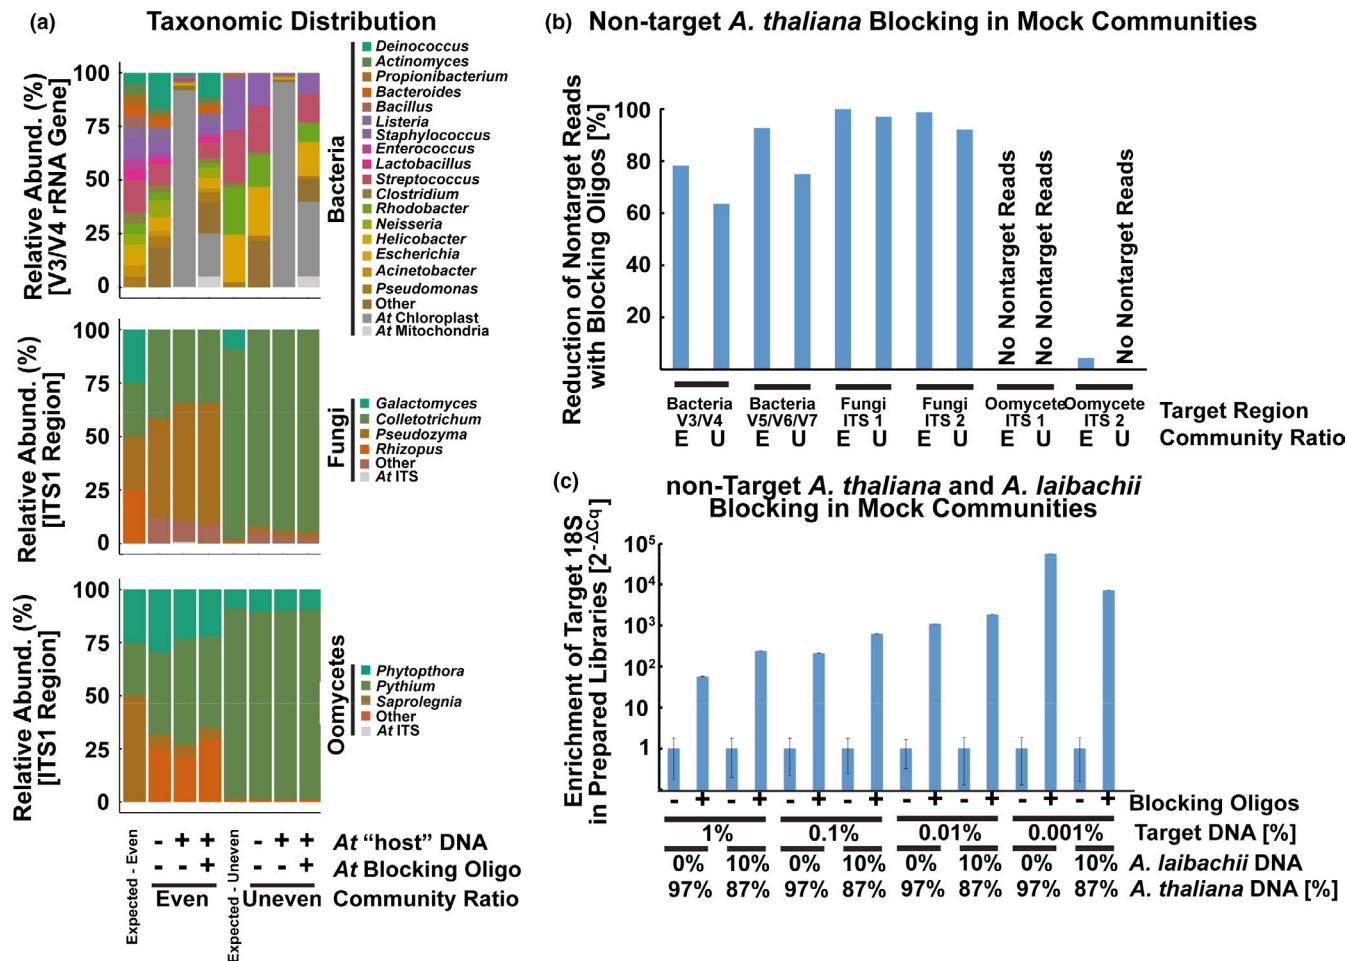 (a) Taxonomic Distribution
Relative Abund. (%)
[V3/V4 rRNA Gene]
100
75
50
25
0
Bacteria
Deinococcus
Actinomyces
Propionibacterium
Bacteroides
Bacillus
Listeria
Staphylococcus
Enterococcus
Lactobacillus
Streptococcus
Clostridium
Rhodobacter
Neisseria
Helicobacter
Escherichia
Acinetobacter
Pseudomonas
Other
At Chloroplast
At Mitochondria
Relative Abund. (%)
[ITS1 Region]
100
75
50
25
0
Fungi
Galactomyces
Colletotrichum
Pseudozyma
Rhizopus
Other
At ITS
Relative Abund. (%)
[ITS1 Region]
100
75
50
25
0
Oomycetes
Phytopthora
Pythium
Saprolegnia
Other
At ITS
Expected - Even
Expected - Uneven
- + + - + + At "host" DNA
- - + - - + At Blocking Oligo
Even Uneven Community Ratio
(b) Non-target A. thaliana Blocking in Mock Communities
Reduction of Nontarget Reads
with Blocking Oligos [%]
100
80
60
40
20
No Nontarget Reads
No Nontarget Reads
No Nontarget Reads
Bacteria Bacteria Fungi Fungi Oomycete Oomycete
V3/V4 V5/V6/V7 ITS 1 ITS 2 ITS 1 ITS 2 Target Region
E U E U E U E U E U E U Community Ratio
(c) non-Target A. thaliana and A. laibachii
Blocking in Mock Communities
Enrichment of Target 18S
in Prepared Libraries [2-ΔCq]
10⁵
10⁴
10³
10²
10
1
- + - + - + - + - + - + - + - + Blocking Oligos
1% 0.1% 0.01% 0.001% Target DNA [%]
0% 10% 0% 10% 0% 10% 0% 10% A. laibachii DNA
97% 87% 97% 87% 97% 87% 97% 87% A. thaliana DNA [%]